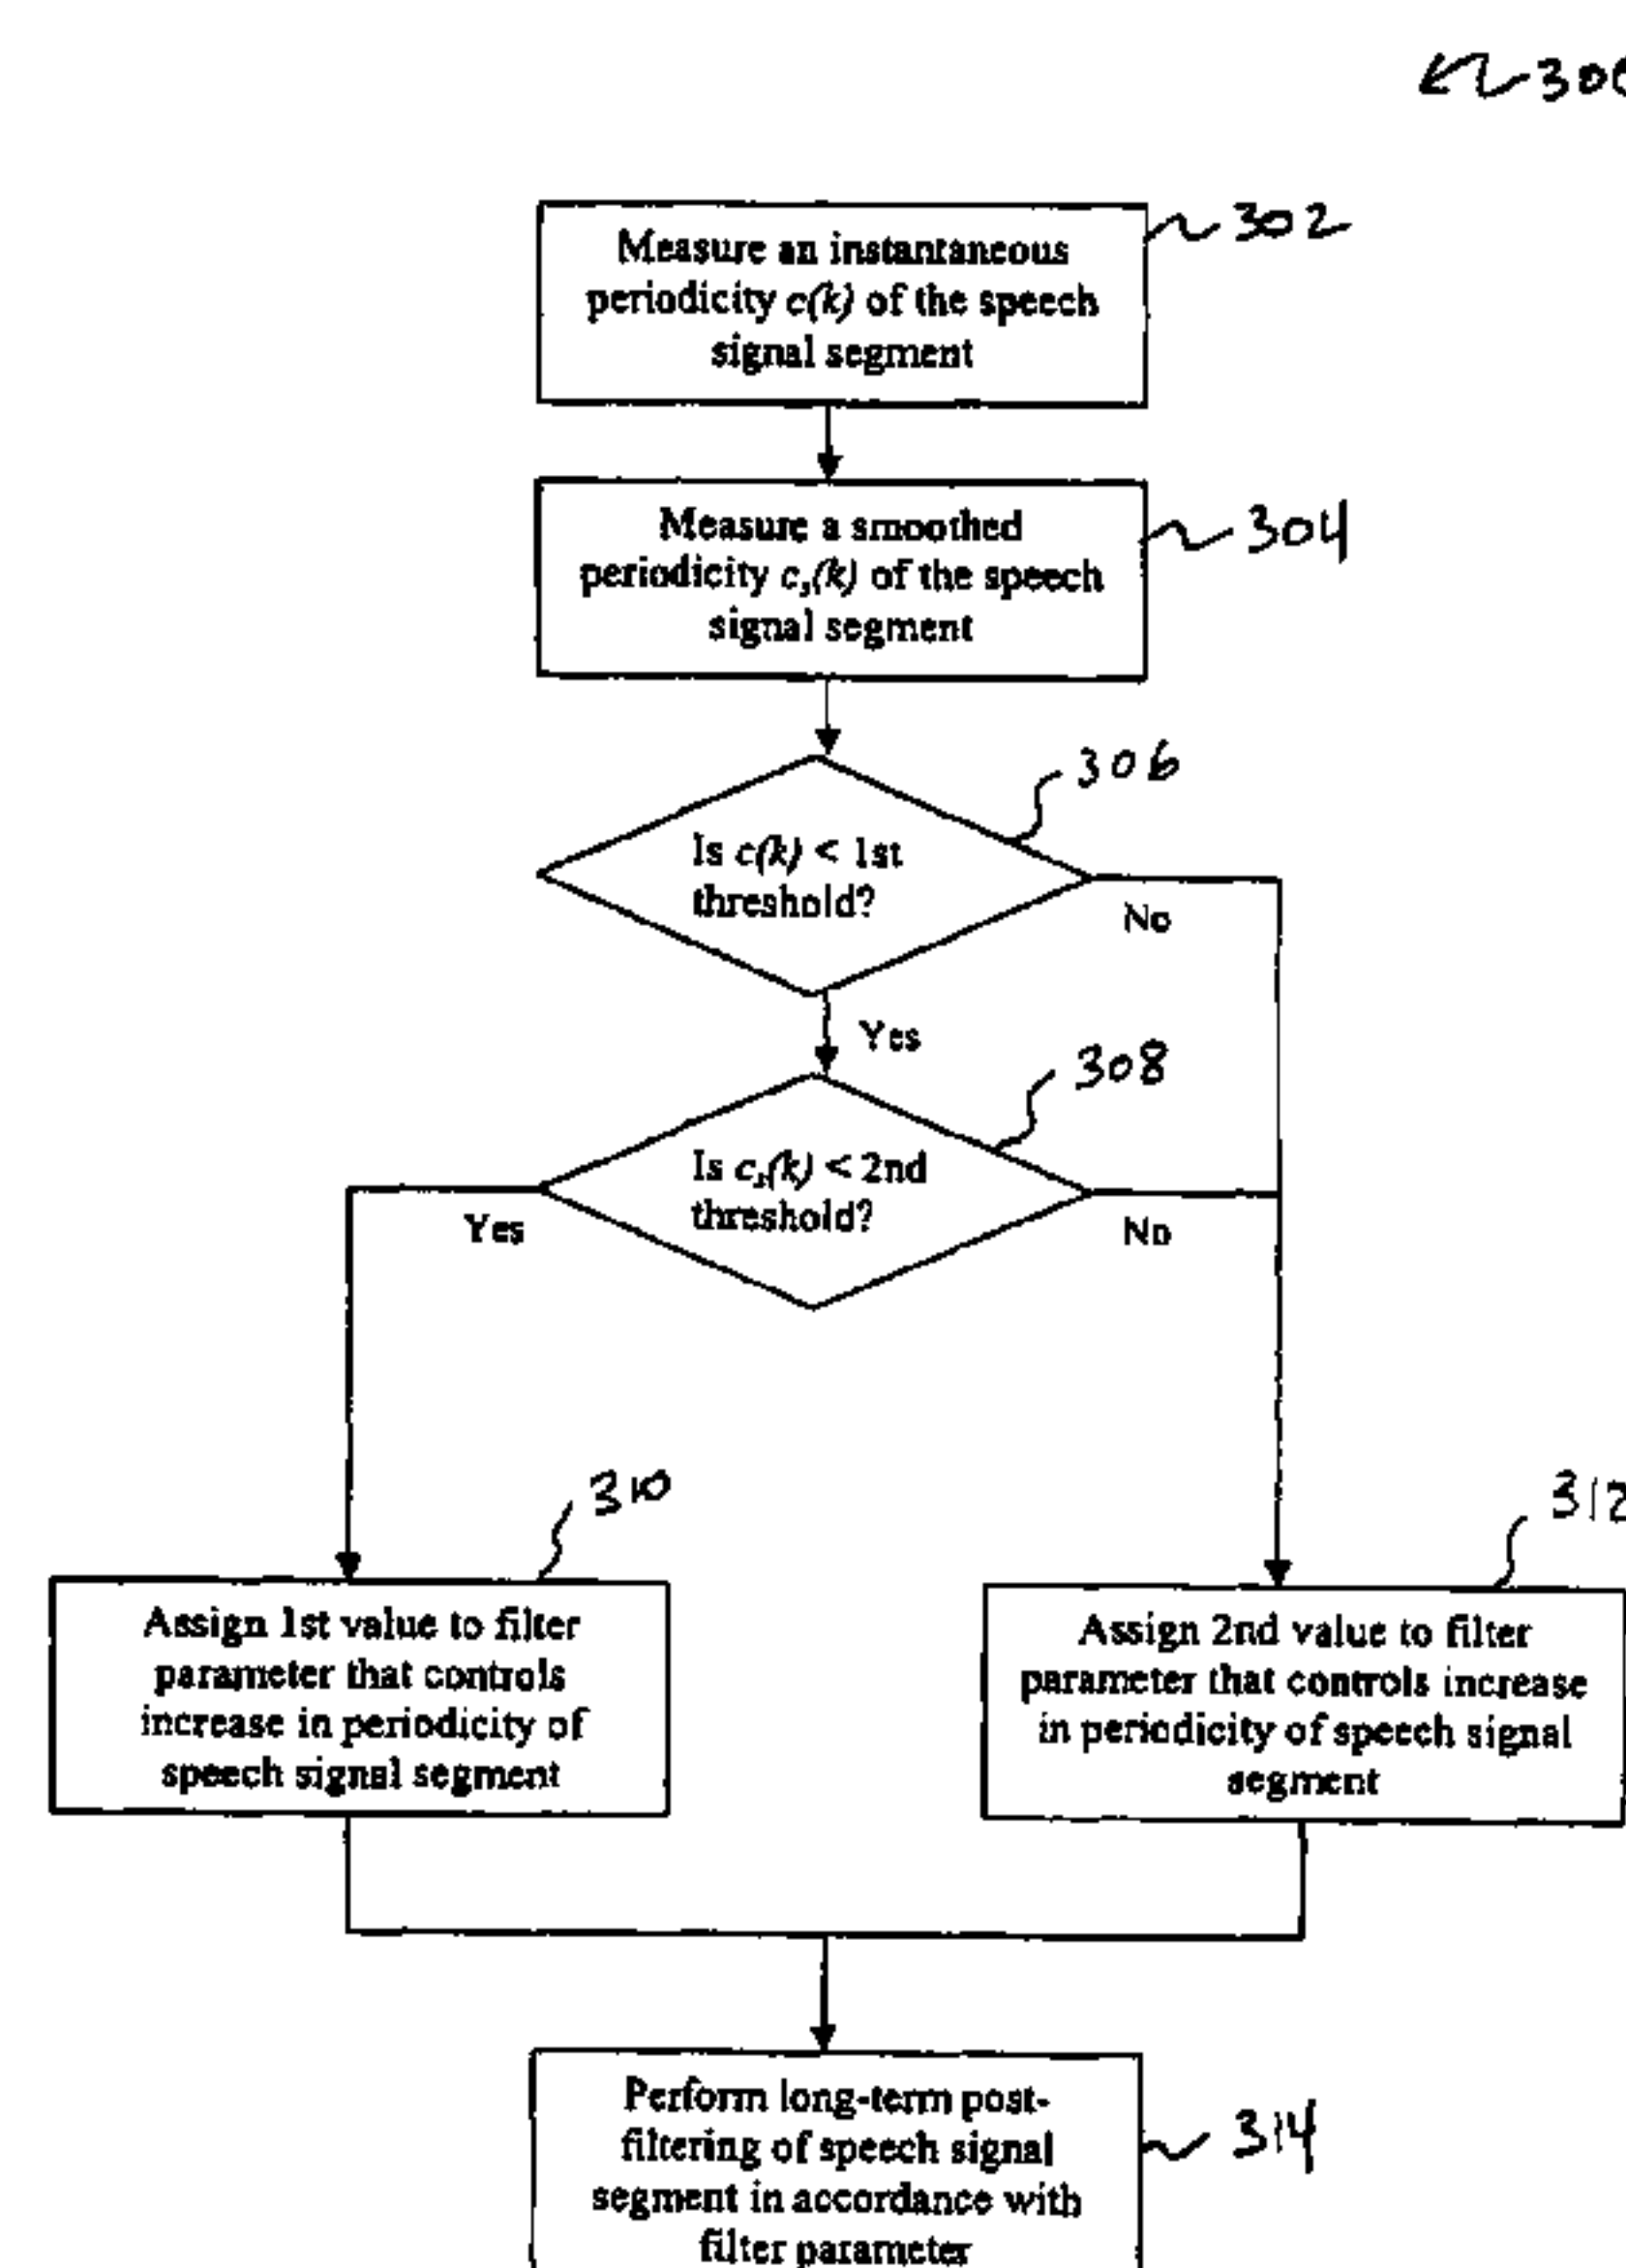 302
Measure an instantaneous
periodicity c(k) of the speech
signal segment
304
Measure a smoothed
periodicity cs(k) of the speech
signal segment
306
Is c(k) < 1st
threshold?
No
Yes
308
Is cs(k) < 2nd
threshold?
Yes
No
310
312
Assign 1st value to filter
parameter that controls
increase in periodicity of
speech signal segment
Assign 2nd value to filter
parameter that controls increase
in periodicity of speech signal
segment
Perform long-term post-
filtering of speech signal
segment in accordance with
filter parameter
314